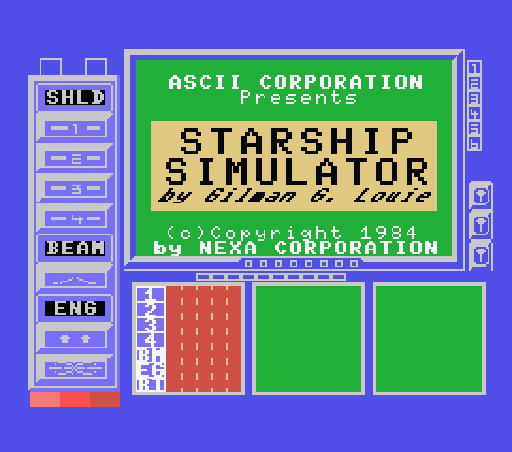 ASCII CORPORATION
Presents
STARSHIP
SIMULATOR
by Gilman G. Louie
(c)Copyright 1984
by NEXA CORPORATION
SHLD
1
2
3
4
BEAM
ENG
1
2
3
4
5
6
1
2
3
4
BM
EG
BT